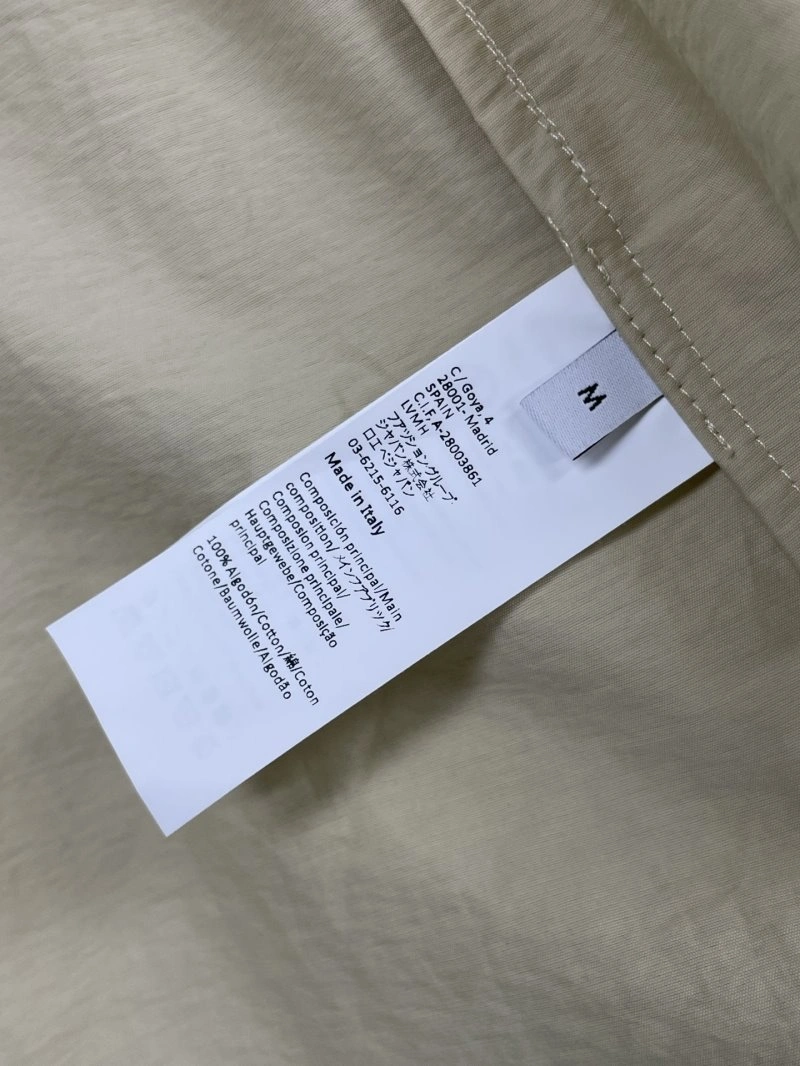 M
C/ Goya, 4
28001- Madrid
SPAIN
C.I.F. A-28003861
LVMH
ファッショングループ
ジャパン株式会社
ロエベジャパン
03-6215-6116
Made in Italy
Composición principal/Main
composition/メインファブリック/
Composion principal/
Composizione principale/
Hauptgewebe/Composição
principal
100% Algodón/Cotton/綿/Coton
Cotone/Baumwolle/Algodão